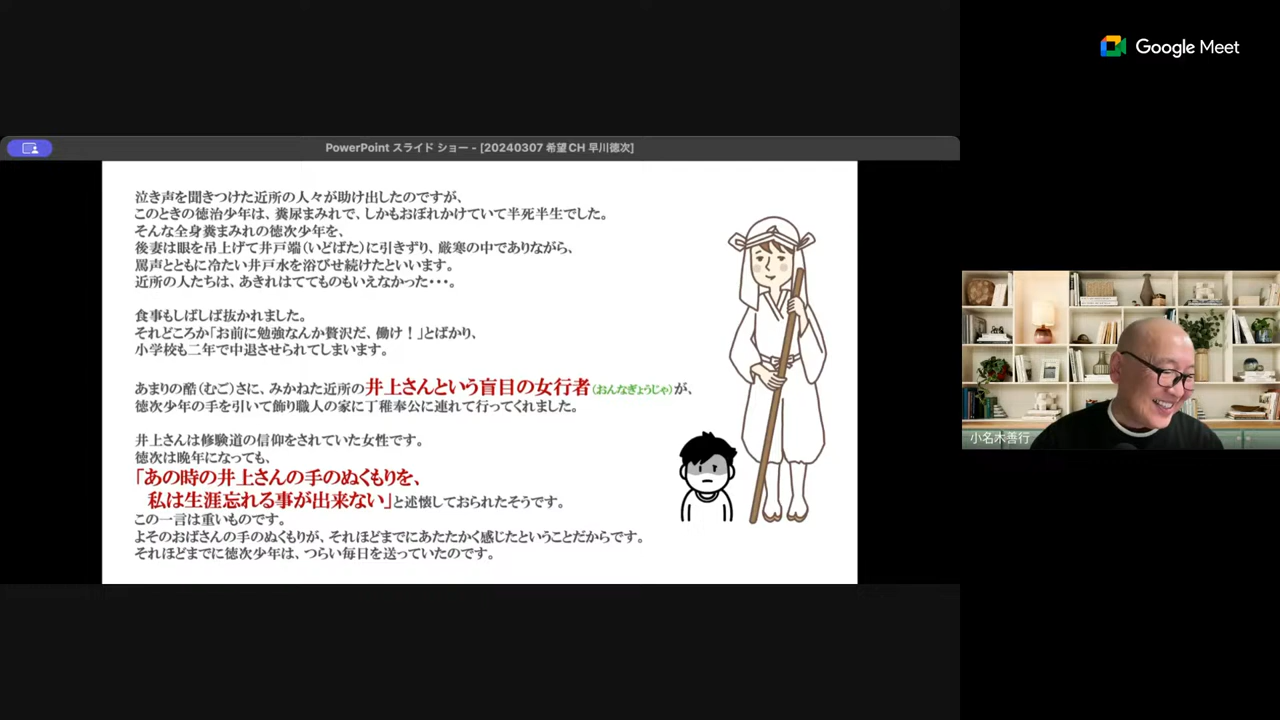 Google Meet
PowerPoint スライド ショー - [20240307 希望CH 早川徳次]
泣き声を聞きつけた近所の人々が助け出したのですが、
このときの徳治少年は、糞尿まみれで、しかもおぼれかけていて半死半生でした。
そんな全身糞まみれの徳次少年を、
後妻は眼を吊上げて井戸端（いどばた）に引きずり、厳寒の中でありながら、
罵声とともに冷たい井戸水を浴びせ続けたといいます。
近所の人たちは、あきれはててものもいえなかった・・・。
食事もしばしば抜かれました。
それどころか「お前に勉強なんか贅沢だ、働け！」とばかり、
小学校も二年で中退させられてしまいます。
あまりの酷（むご）さに、みかねた近所の井上さんという盲目の女行者（おんなぎょうじゃ）が、
徳次少年の手を引いて飾り職人の家に丁稚奉公に連れて行ってくれました。
井上さんは修験道の信仰をされていた女性です。
徳次は晩年になっても、
「あの時の井上さんの手のぬくもりを、
私は生涯忘れる事が出来ない」と述懐しておられたそうです。
この一言は重いものです。
よそのおばさんの手のぬくもりが、それほどまでにあたたかく感じたということだからです。
それほどまでに徳次少年は、つらい毎日を送っていたのです。
小名木善行